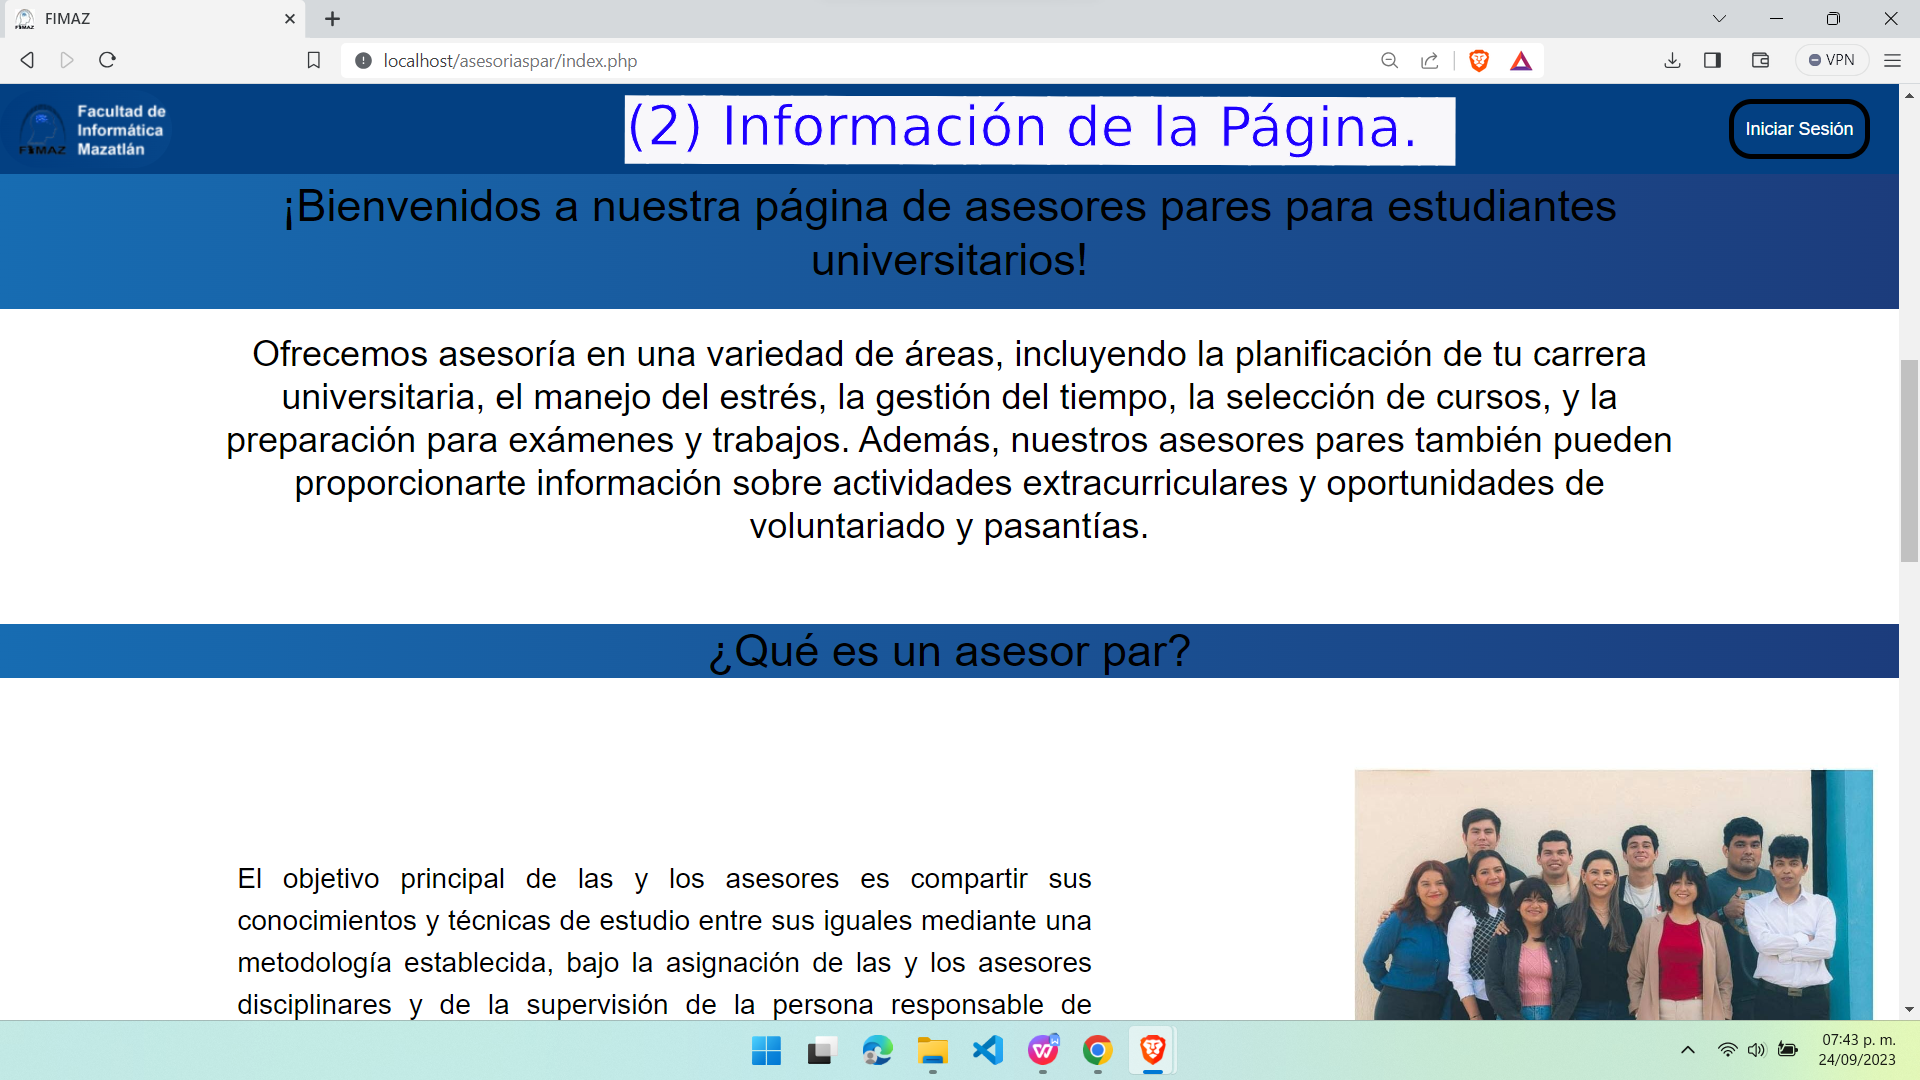 FIMAZ
localhost/asesoriaspar/index.php
VPN
Facultad de
Informática
Mazatlán
FIMAZ
(2) Información de la Página.
Iniciar Sesión
¡Bienvenidos a nuestra página de asesores pares para estudiantes
universitarios!
Ofrecemos asesoría en una variedad de áreas, incluyendo la planificación de tu carrera
universitaria, el manejo del estrés, la gestión del tiempo, la selección de cursos, y la
preparación para exámenes y trabajos. Además, nuestros asesores pares también pueden
proporcionarte información sobre actividades extracurriculares y oportunidades de
voluntariado y pasantías.
¿Qué es un asesor par?
El objetivo principal de las y los asesores es compartir sus
conocimientos y técnicas de estudio entre sus iguales mediante una
metodología establecida, bajo la asignación de las y los asesores
disciplinares y de la supervisión de la persona responsable de
07:43 p. m.
24/09/2023